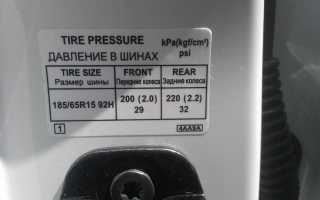 TIRE PRESSURE kPa(kgf/cm²)
ДАВЛЕНИЕ В ШИНАХ psi
TIRE SIZE FRONT REAR
Размер шины Передние колеса Задние колеса
185/65R15 92H 200 (2.0) 220 (2.2)
29 32
1 4AA9A